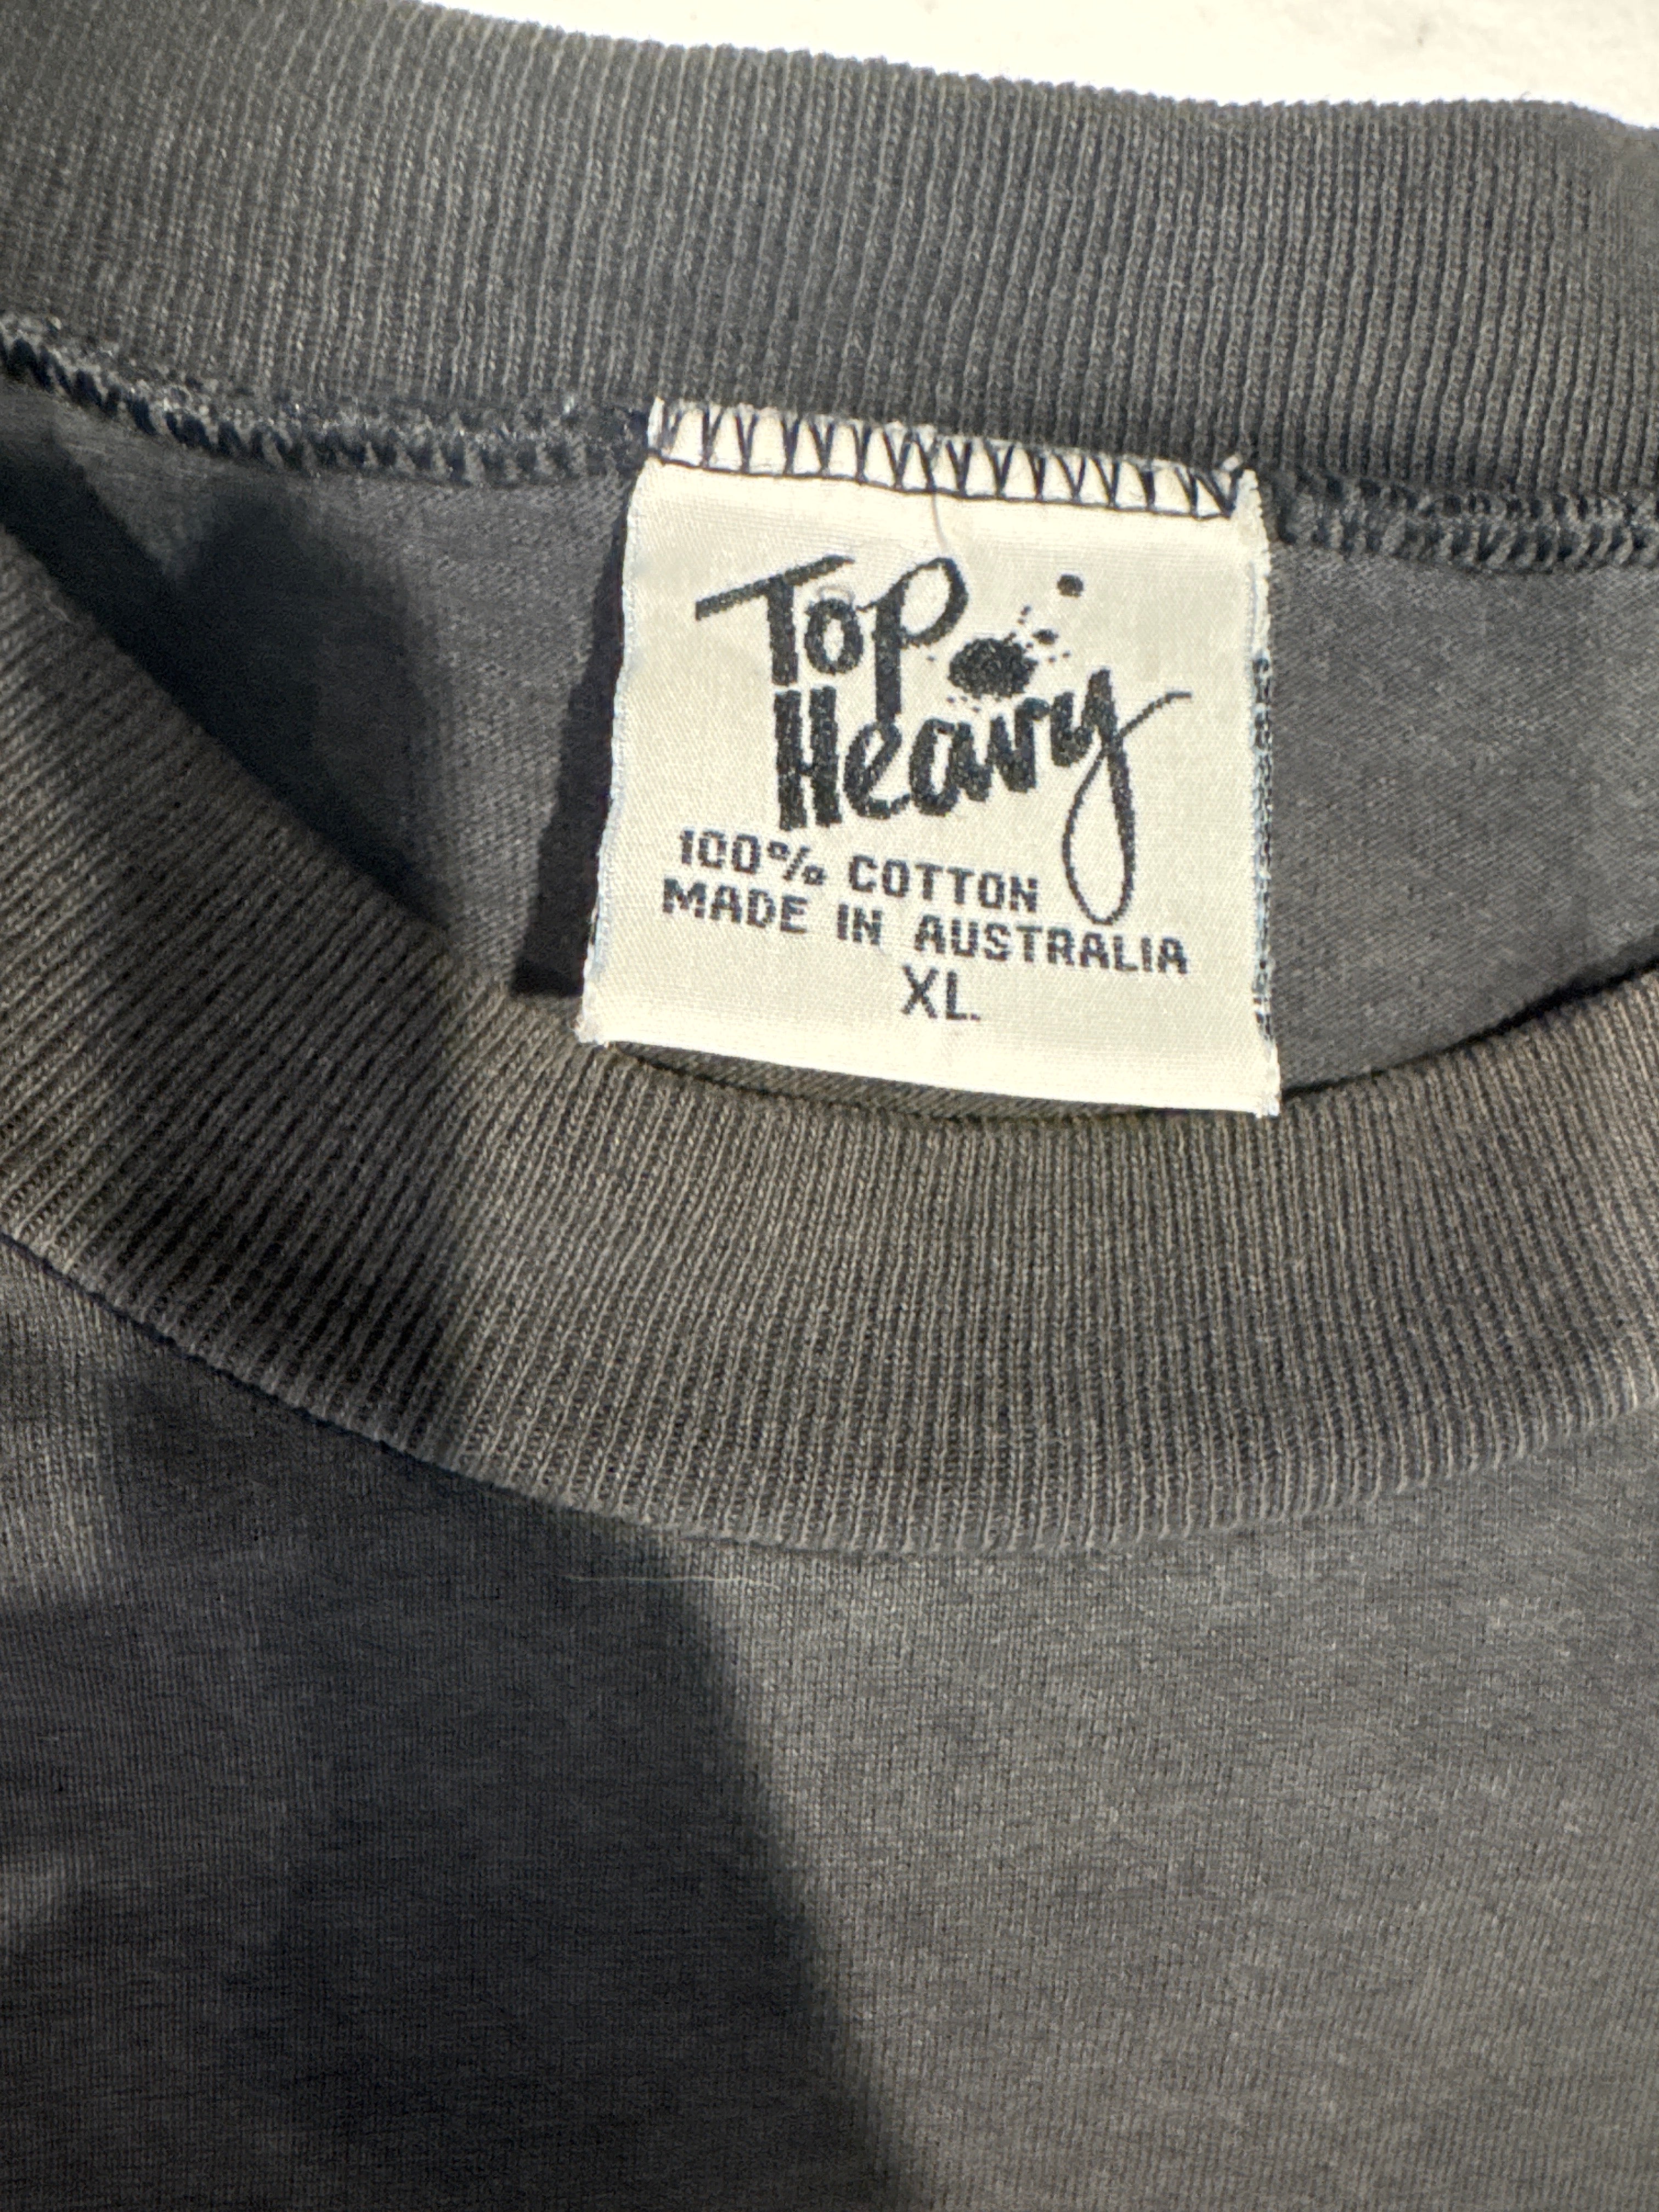 Top
Heavy
100% COTTON
MADE IN AUSTRALIA
XL